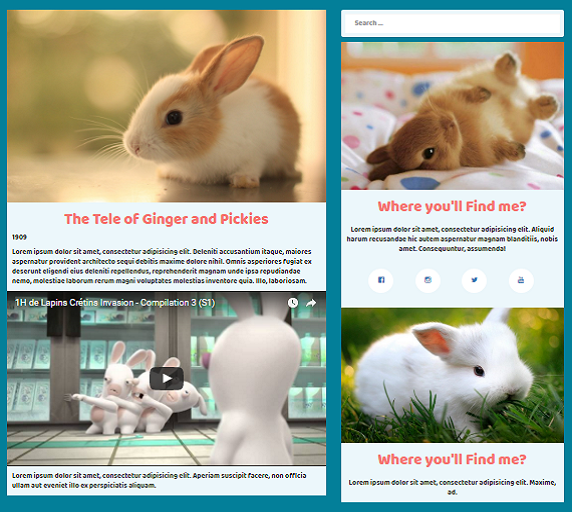 The Tele of Ginger and Pickies
1909
Lorem ipsum dolor sit amet, consectetur adipisicing elit. Deleniti accusantium itaque, maiores
aspernatur provident architecto sequi debitis maxime dolore nihil. Omnis asperiores fugiat ex
deserunt eligendi eius deleniti repellendus, reprehenderit magnam unde ipsa repudiandae
nemo, molestiae laborum rerum magni voluptates molestias inventore quia. Illo, laboriosam.
1H de Lapins Crétins Invasion - Compilation 3 (S1)
Lorem ipsum dolor sit amet, consectetur adipisicing elit. Aperiam suscipit facere, non officia
ullam aut eveniet illo ex perspiciatis aliquam.
Search ...
Where you'll Find me?
Lorem ipsum dolor sit amet, consectetur adipisicing elit. Aliquid
harum recusandae hic autem aspernatur magnam blanditiis, nobis
amet. Consequuntur, assumenda!
Where you'll Find me?
Lorem ipsum dolor sit amet, consectetur adipisicing elit. Maxime,
ad.